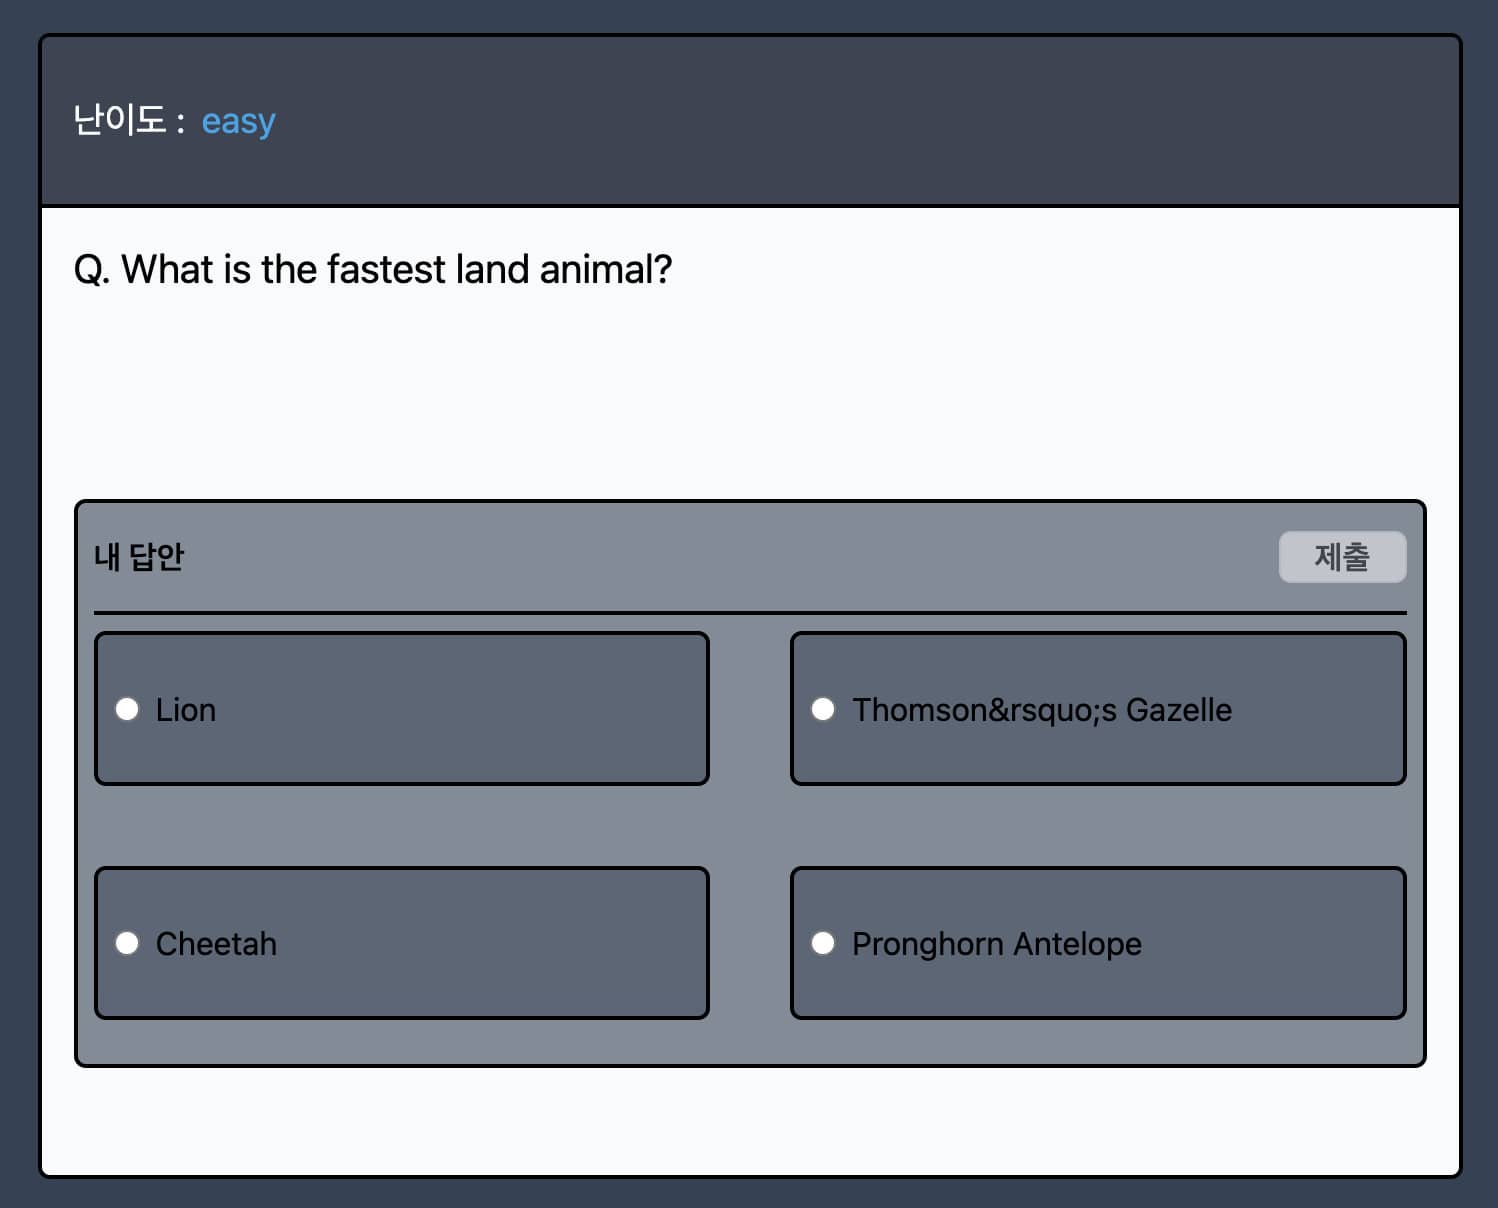 난이도 : easy
Q. What is the fastest land animal?
내 답안
제출
Lion
Thomson&rsquo;s Gazelle
Cheetah
Pronghorn Antelope